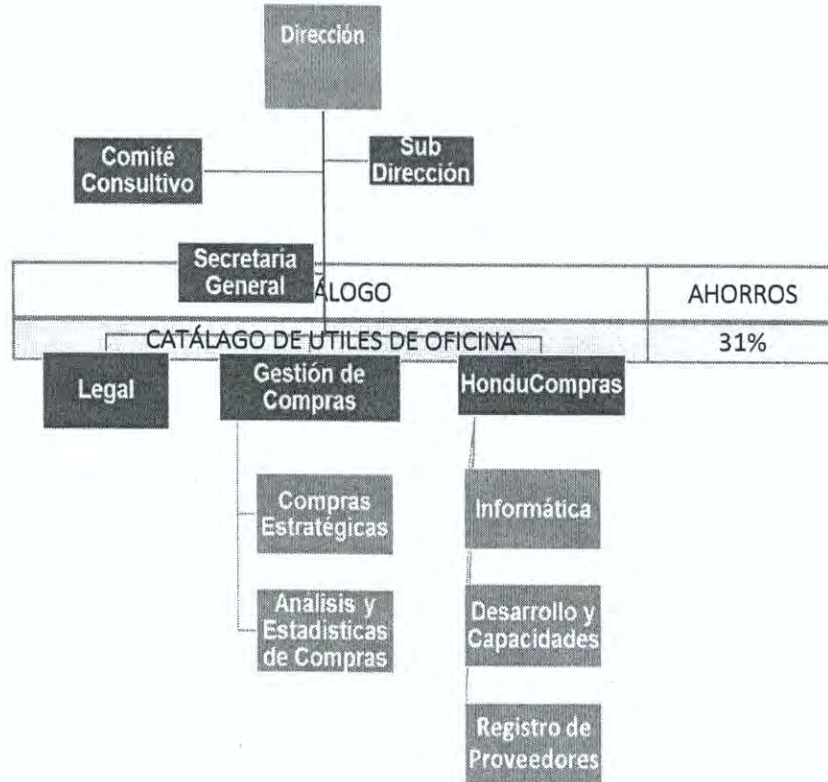 Dirección
Comité
Consultivo
Sub
Dirección
Secretaria
General
ÁLOGO
AHORROS
CATÁLAGO DE UTILES DE OFICINA
31%
Legal
Gestión de
Compras
HonduCompras
Compras
Estratégicas
Informática
Análisis y
Estadisticas
de Compras
Desarrollo y
Capacidades
Registro de
Proveedores